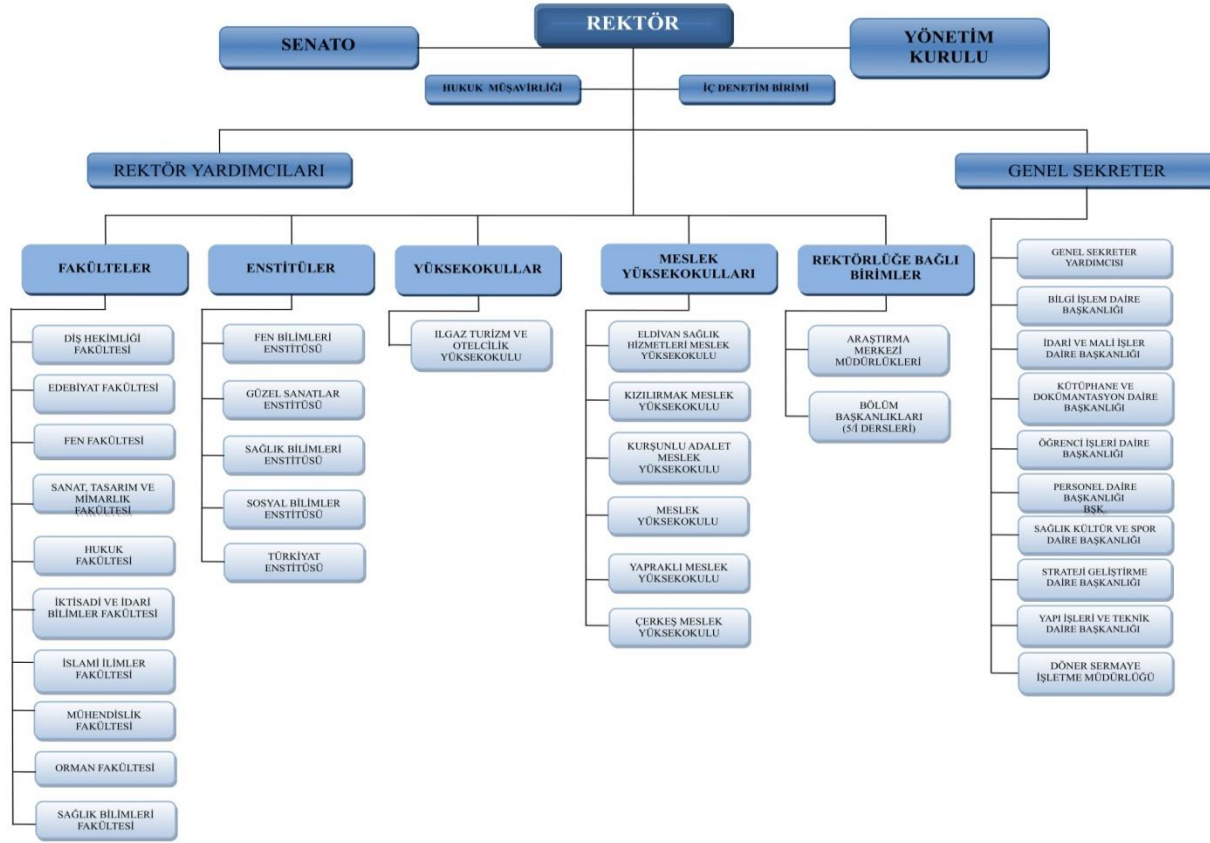 REKTÖR
SENATO
YÖNETİM
KURULU
HUKUK MÜŞAVİRLİĞİ
İÇ DENETİM BİRİMİ
REKTÖR YARDIMCILARI
GENEL SEKRETER
FAKÜLTELER
DİŞ HEKİMLİĞİ
FAKÜLTESİ
EDEBİYAT FAKÜLTESİ
FEN FAKÜLTESİ
SANAT, TASARIM VE
MİMARLIK
FAKÜLTESİ
HUKUK
FAKÜLTESİ
İKTİSADİ VE İDARİ
BİLİMLER FAKÜLTESİ
İSLAMİ İLİMLER
FAKÜLTESİ
MÜHENDİSLİK
FAKÜLTESİ
ORMAN FAKÜLTESİ
SAĞLIK BİLİMLERİ
FAKÜLTESİ
ENSTİTÜLER
FEN BİLİMLERİ
ENSTİTÜSÜ
GÜZEL SANATLAR
ENSTİTÜSÜ
SAĞLIK BİLİMLERİ
ENSTİTÜSÜ
SOSYAL BİLİMLER
ENSTİTÜSÜ
TÜRKİYAT
ENSTİTÜSÜ
YÜKSEKOKULLAR
ILGAZ TURİZM VE
OTELCİLİK
YÜKSEKOKULU
MESLEK
YÜKSEKOKULLARI
ELDİVAN SAĞLIK
HİZMETLERİ MESLEK
YÜKSEKOKULU
KIZILIRMAK MESLEK
YÜKSEKOKULU
KURŞUNLU ADALET
MESLEK
YÜKSEKOKULU
MESLEK
YÜKSEKOKULU
YAPRAKLI MESLEK
YÜKSEKOKULU
ÇERKEŞ MESLEK
YÜKSEKOKULU
REKTÖRLÜĞE BAĞLI
BİRİMLER
ARAŞTIRMA
MERKEZİ
MÜDÜRLÜKLERİ
BÖLÜM
BAŞKANLIKLARI
(5/İ DERSLERİ)
GENEL SEKRETER
YARDIMCISI
BİLGİ İŞLEM DAİRE
BAŞKANLIĞI
İDARİ VE MALİ İŞLER
DAİRE BAŞKANLIĞI
KÜTÜPHANE VE
DOKÜMANTASYON DAİRE
BAŞKANLIĞI
ÖĞRENCİ İŞLERİ DAİRE
BAŞKANLIĞI
PERSONEL DAİRE
BAŞKANLIĞI
BŞK.
SAĞLIK KÜLTÜR VE SPOR
DAİRE BAŞKANLIĞI
STRATEJİ GELİŞTİRME
DAİRE BAŞKANLIĞI
YAPI İŞLERİ VE TEKNİK
DAİRE BAŞKANLIĞI
DÖNER SERMAYE
İŞLETME MÜDÜRLÜĞÜ